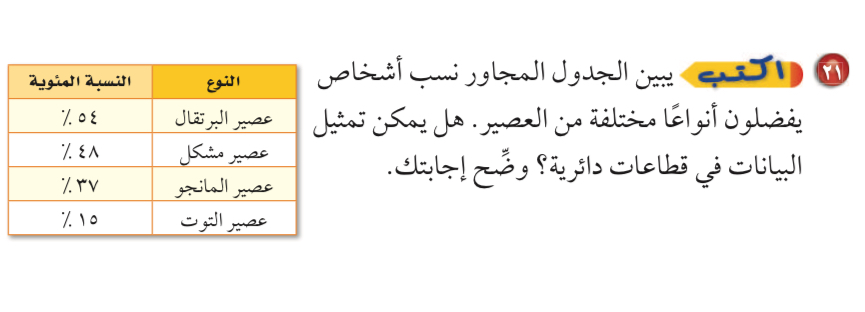 ٢١ اكتب يبين الجدول المجاور نسب أشخاص
يفضلون أنواعًا مختلفة من العصير. هل يمكن تمثيل
البيانات في قطاعات دائرية؟ وضِّح إجابتك.
النوع النسبة المئوية
عصير البرتقال ٥٤ ٪
عصير مشكل ٤٨ ٪
عصير المانجو ٣٧ ٪
عصير التوت ١٥ ٪